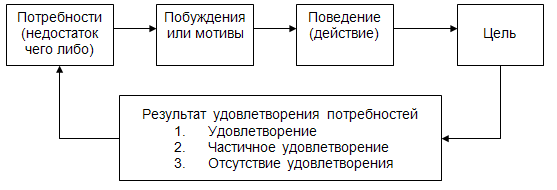 Потребности
(недостаток
чего либо)
Побуждения
или мотивы
Поведение
(действие)
Цель
Результат удовлетворения потребностей
1. Удовлетворение
2. Частичное удовлетворение
3. Отсутствие удовлетворения